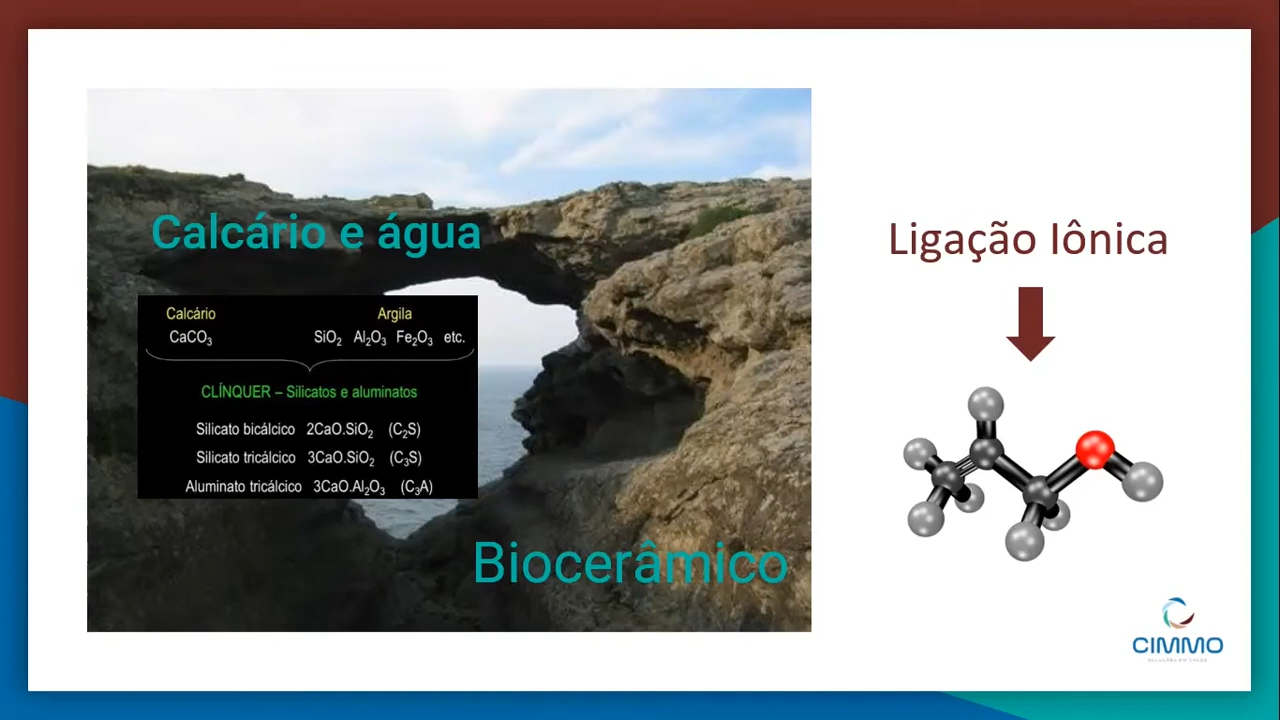 Calcário e água
Calcário Argila
CaCO₃ SiO₂ Al₂O₃ Fe₂O₃ etc.
CLÍNQUER – Silicatos e aluminatos
Silicato bicálcico 2CaO.SiO₂ (C₂S)
Silicato tricálcico 3CaO.SiO₂ (C₃S)
Aluminato tricálcico 3CaO.Al₂O₃ (C₃A)
Biocerâmico
Ligação Iônica
CIMMO